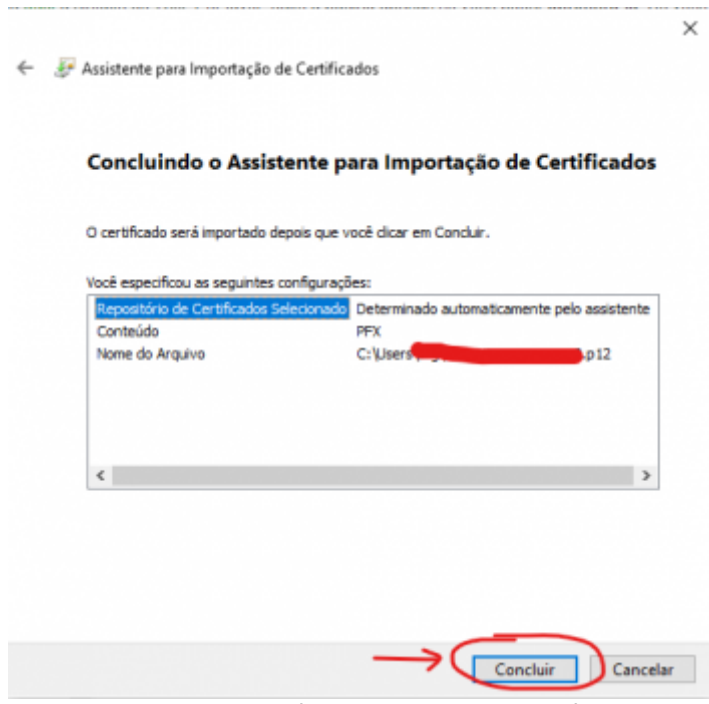 Assistente para Importação de Certificados
Concluindo o Assistente para Importação de Certificados
O certificado será importado depois que você clicar em Concluir.
Você especificou as seguintes configurações:
Repositório de Certificados Selecionado Determinado automaticamente pelo assistente
Conteúdo PFX
Nome do Arquivo C:\Users .p12
Concluir Cancelar